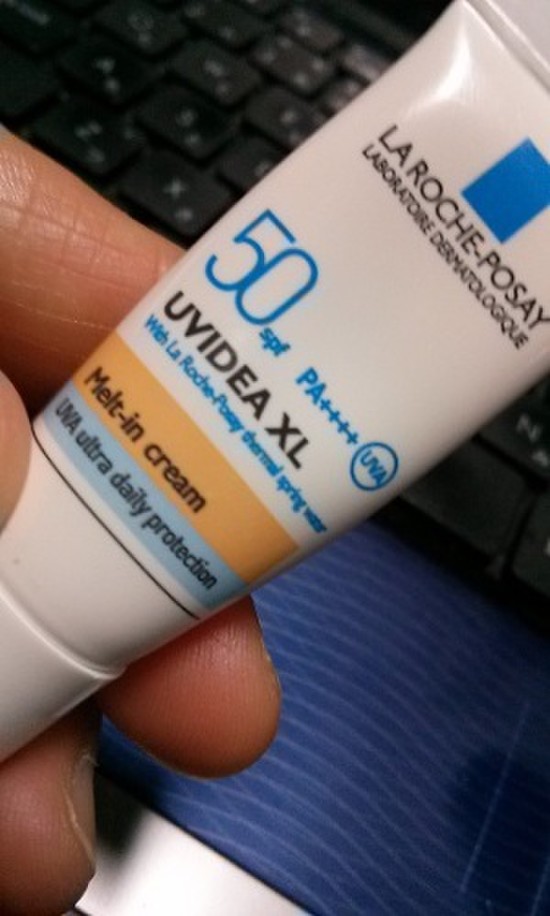 LA ROCHE-POSAY
LABORATOIRE DERMATOLOGIQUE
50 spf PA++++ UVA
UVIDEA XL
With La Roche-Posay thermal spring water
Melt-in cream
UVA ultra daily protection